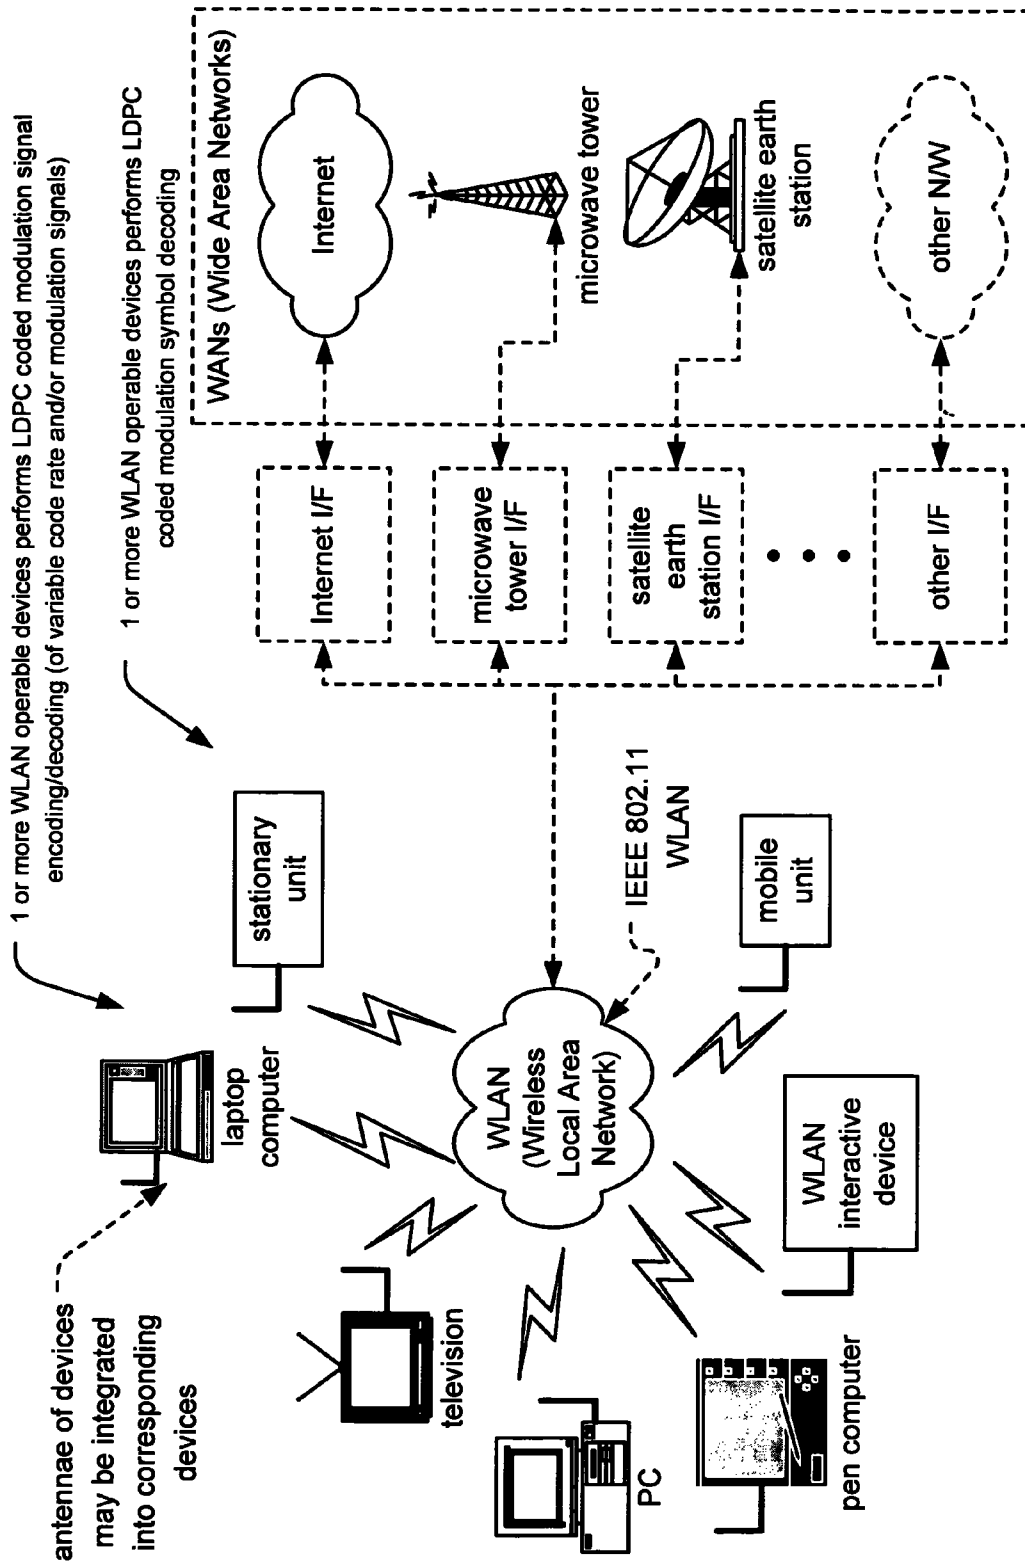 1 or more WLAN operable devices performs LDPC coded modulation signal
encoding/decoding (of variable code rate and/or modulation signals)
1 or more WLAN operable devices performs LDPC
coded modulation symbol decoding
antennae of devices
may be integrated
into corresponding
devices
laptop
computer
stationary
unit
television
PC
pen computer
WLAN
interactive
device
mobile
unit
WLAN
(Wireless
Local Area
Network)
IEEE 802.11
WLAN
Internet I/F
microwave
tower I/F
satellite
earth
station I/F
other I/F
WANs (Wide Area Networks)
Internet
microwave tower
satellite earth
station
other N/W